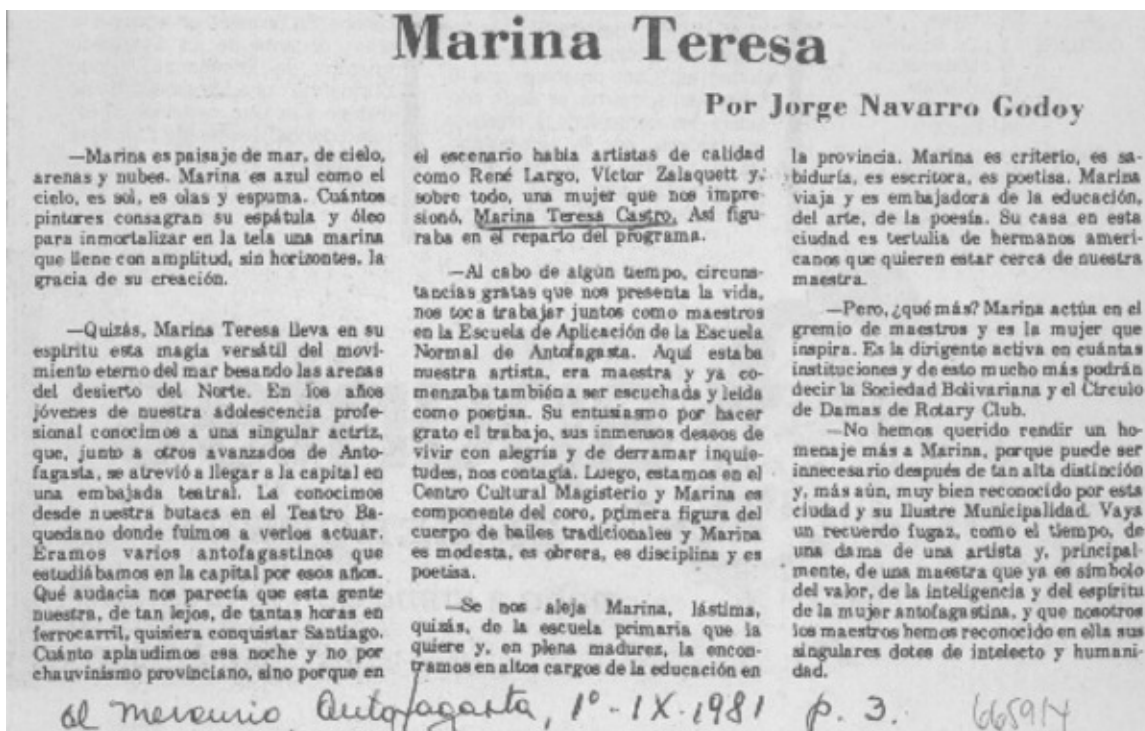 Marina Teresa
Por Jorge Navarro Godoy
—Marina es paisaje de mar, de cielo,
arenas y nubes. Marina es azul como el
cielo, es sol, es olas y espuma. Cuántos
pintores consagran su espátula y óleo
para inmortalizar en la tela una marina
que llene con amplitud, sin horizontes, la
gracia de su creación.
—Quizás, Marina Teresa lleva en su
espíritu esta magia versátil del movi-
miento eterno del mar besando las arenas
del desierto del Norte. En los años
jóvenes de nuestra adolescencia profe-
sional conocimos a una singular actriz,
que, junto a otros avanzados de Anto-
fagasta, se atrevió a llegar a la capital en
una embajada teatral. La conocimos
desde nuestra butaca en el Teatro Ba-
quedano donde fuimos a verlos actuar.
Eramos varios antofagastinos que
estudiábamos en la capital por esos años.
Qué audacia nos parecía que esta gente
nuestra, de tan lejos, de tantas horas en
ferrocarril, quisiera conquistar Santiago.
Cuánto aplaudimos esa noche y no por
chauvinismo provinciano, sino porque en
el escenario había artistas de calidad
como René Largo, Víctor Zalaquett y,
sobre todo, una mujer que nos impre-
sionó, Marina Teresa Castro. Así figu-
raba en el reparto del programa.
—Al cabo de algún tiempo, circuns-
tancias gratas que nos presenta la vida,
nos toca trabajar juntos como maestros
en la Escuela de Aplicación de la Escuela
Normal de Antofagasta. Aquí estaba
nuestra artista, era maestra y ya co-
menzaba también a ser escuchada y leída
como poetisa. Su entusiasmo por hacer
grato el trabajo, sus inmensos deseos de
vivir con alegría y de derramar inquie-
tudes, nos contagia. Luego, estamos en el
Centro Cultural Magisterio y Marina es
componente del coro, primera figura del
cuerpo de bailes tradicionales y Marina
es modesta, es obrera, es disciplina y es
poetisa.
—Se nos aleja Marina, lástima,
quizás, de la escuela primaria que la
quiere y, en plena madurez, la encon-
tramos en altos cargos de la educación en
la provincia. Marina es criterio, es sa-
biduría, es escritora, es poetisa. Marina
viaja y es embajadora de la educación,
del arte, de la poesía. Su casa en esta
ciudad es tertulia de hermanos ameri-
canos que quieren estar cerca de nuestra
maestra.
—Pero, ¿qué más? Marina actúa en el
gremio de maestros y es la mujer que
inspira. Es la dirigente activa en cuántas
instituciones y de esto mucho más podrán
decir la Sociedad Bolivariana y el Círculo
de Damas de Rotary Club.
—No hemos querido rendir un ho-
menaje más a Marina, porque puede ser
innecesario después de tan alta distinción
y, más aún, muy bien reconocido por esta
ciudad y su Ilustre Municipalidad. Vaya
un recuerdo fugaz, como el tiempo, de
una dama de una artista y, principal-
mente, de una maestra que ya es símbolo
del valor, de la inteligencia y del espíritu
de la mujer antofagastina, y que nosotros
los maestros hemos reconocido en ella sus
singulares dotes de intelecto y humani-
dad.
El Mercurio, Antofagasta, 1º-IX-1981 p. 3. 665914